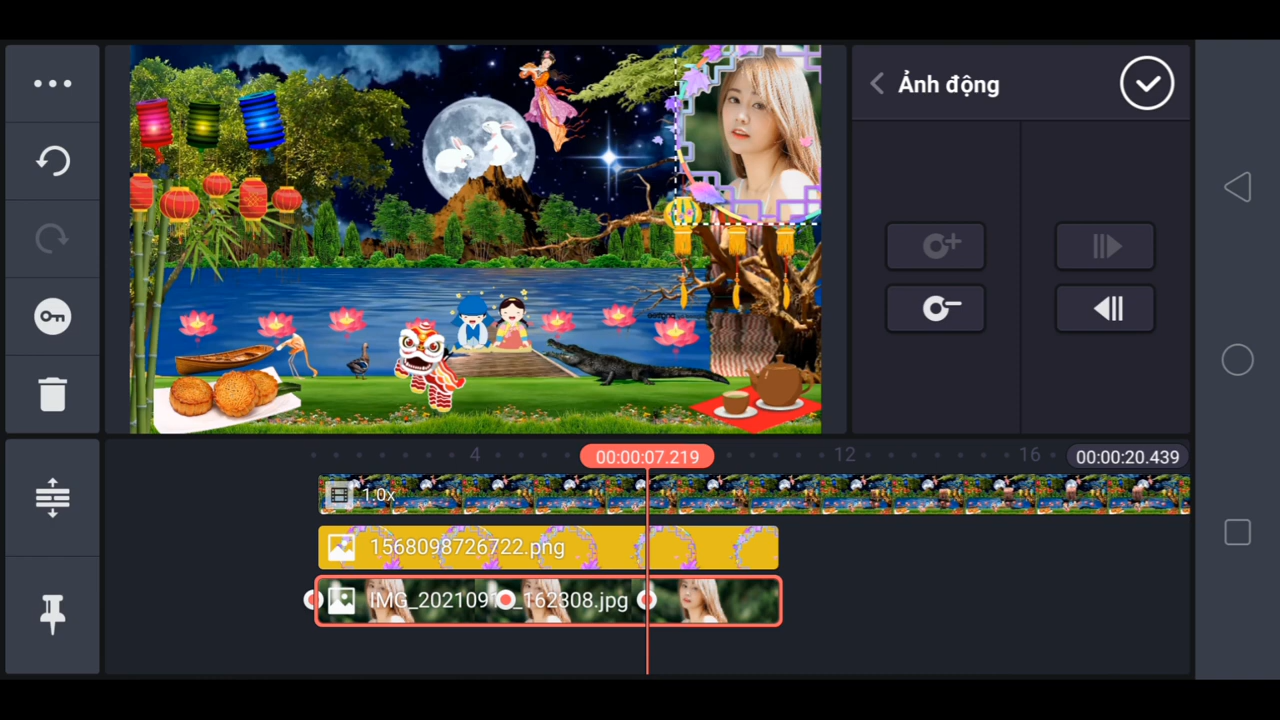 Ảnh động
4
00:00:07.219
12
16
00:00:20.439
1.0x
1568098726722.png
IMG_202109 _162308.jpg